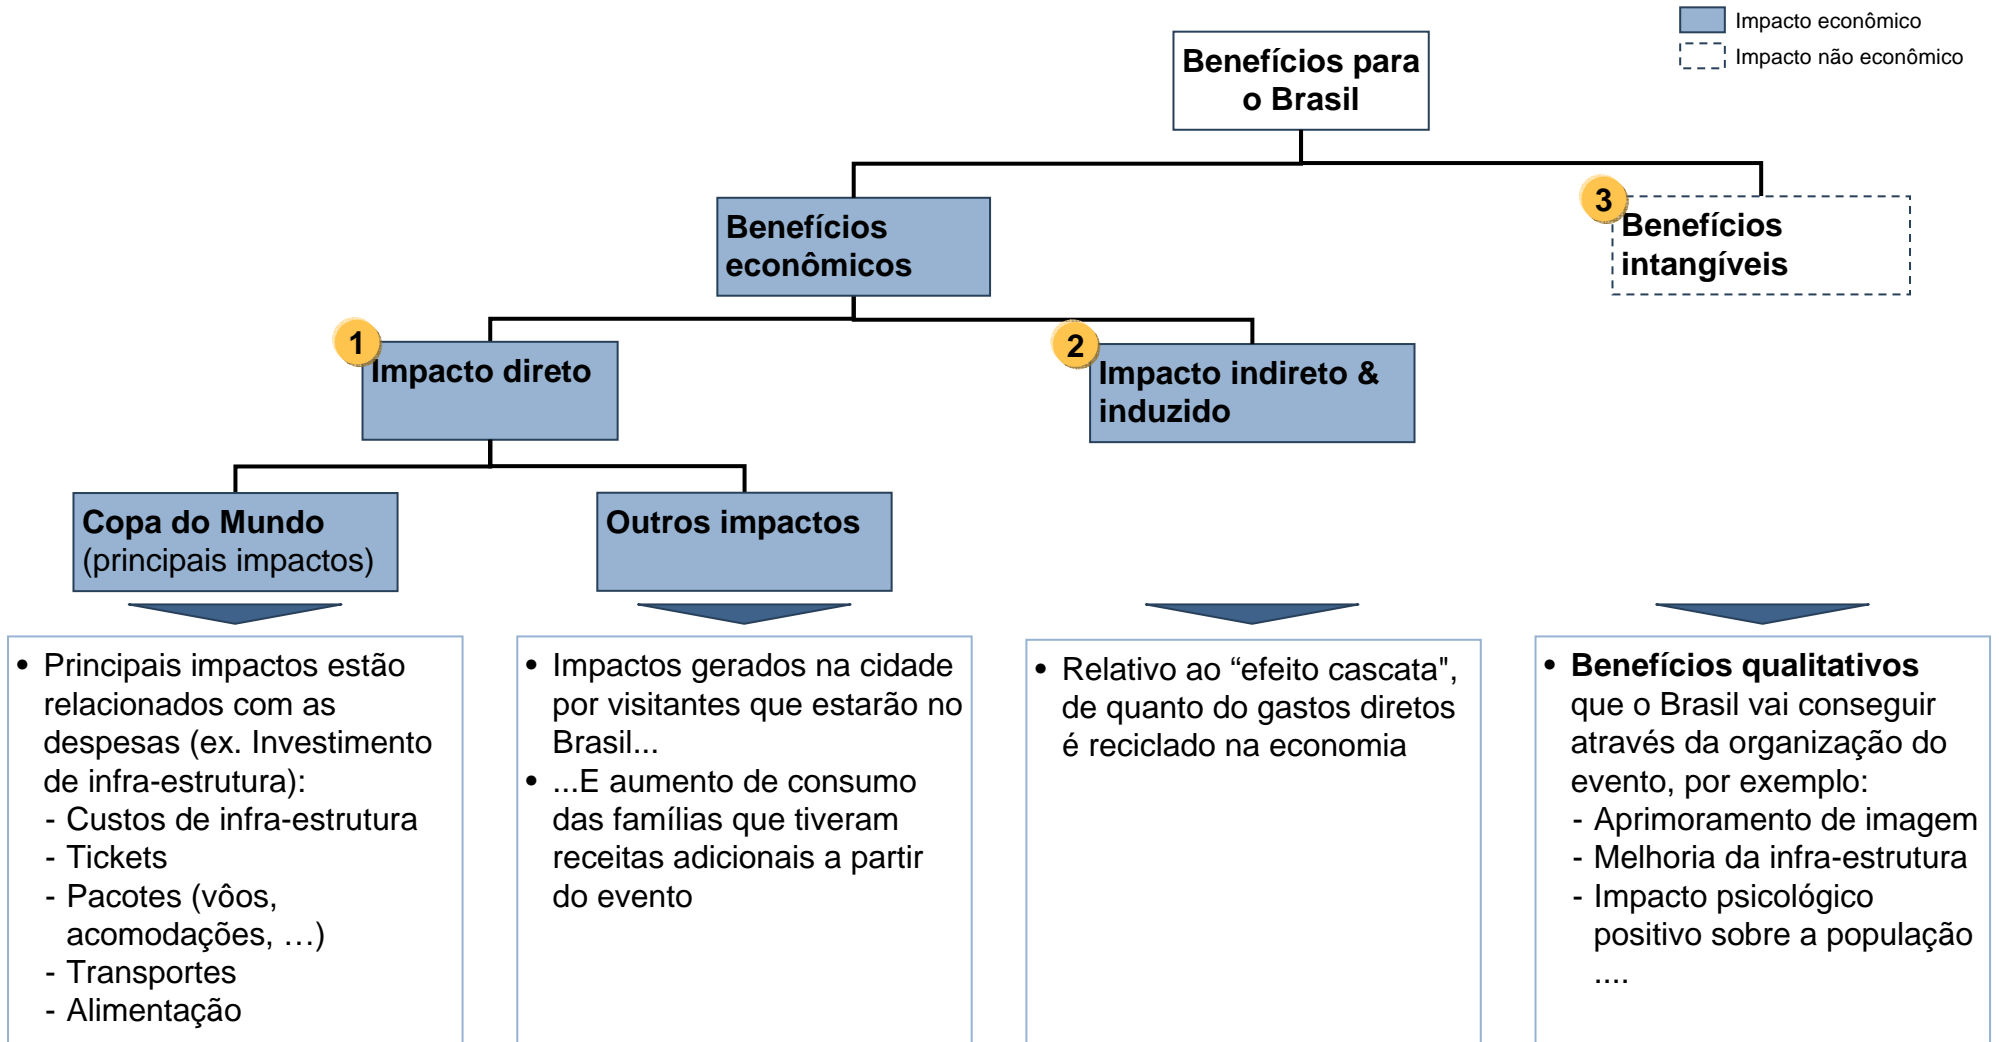 Impacto econômico
Impacto não econômico
Benefícios para
o Brasil
Benefícios
econômicos
3
Benefícios
intangíveis
1
Impacto direto
2
Impacto indireto &
induzido
Copa do Mundo
(principais impactos)
Outros impactos
• Principais impactos estão
relacionados com as
despesas (ex. Investimento
de infra-estrutura):
- Custos de infra-estrutura
- Tickets
- Pacotes (vôos,
acomodações, …)
- Transportes
- Alimentação
• Impactos gerados na cidade
por visitantes que estarão no
Brasil...
• ...E aumento de consumo
das famílias que tiveram
receitas adicionais a partir
do evento
• Relativo ao “efeito cascata",
de quanto do gastos diretos
é reciclado na economia
• Benefícios qualitativos
que o Brasil vai conseguir
através da organização do
evento, por exemplo:
- Aprimoramento de imagem
- Melhoria da infra-estrutura
- Impacto psicológico
positivo sobre a população
....